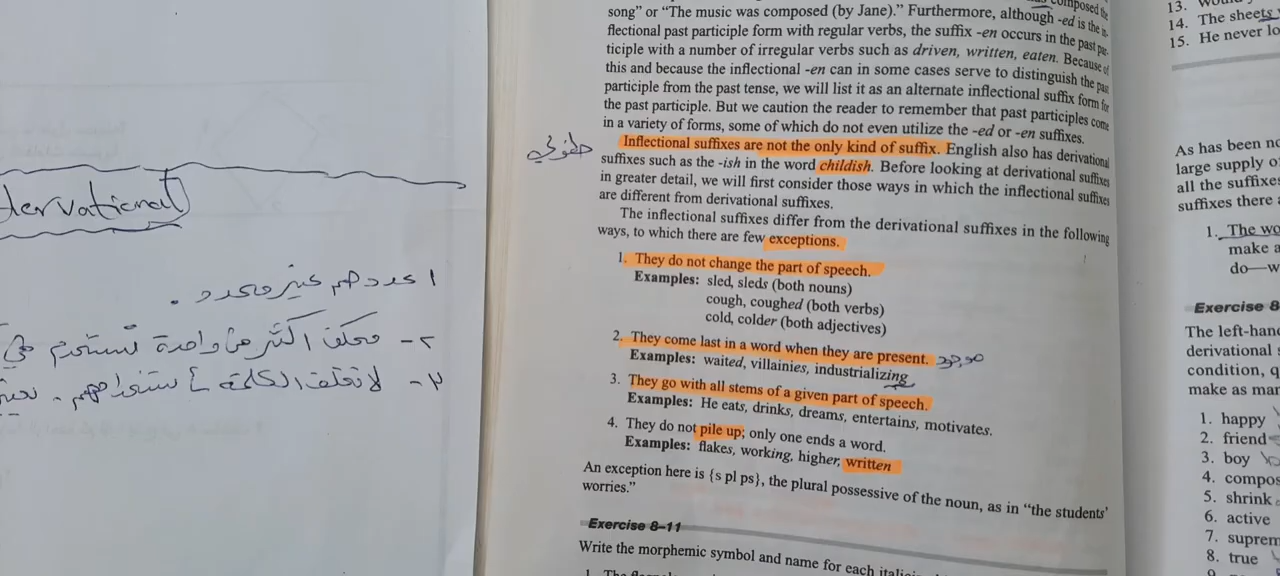 derivational
١ عددهم غير محدد .
٢- ممكن اكثر من واحدة تستخدم في
٣-
composed the
song” or “The music was composed (by Jane).” Furthermore, although -ed is the in-
flectional past participle form with regular verbs, the suffix -en occurs in the past par-
ticiple with a number of irregular verbs such as driven, written, eaten. Because of
this and because the inflectional -en can in some cases serve to distinguish the past
participle from the past tense, we will list it as an alternate inflectional suffix form for
the past participle. But we caution the reader to remember that past participles come
in a variety of forms, some of which do not even utilize the -ed or -en suffixes.
Inflectional suffixes are not the only kind of suffix. English also has derivational
suffixes such as the -ish in the word childish. Before looking at derivational suffixes
in greater detail, we will first consider those ways in which the inflectional suffixes
are different from derivational suffixes.
The inflectional suffixes differ from the derivational suffixes in the following
ways, to which there are few exceptions.
1. They do not change the part of speech.
Examples: sled, sleds (both nouns)
cough, coughed (both verbs)
cold, colder (both adjectives)
2. They come last in a word when they are present. موجود
Examples: waited, villainies, industrializing
3. They go with all stems of a given part of speech.
Examples: He eats, drinks, dreams, entertains, motivates.
4. They do not pile up; only one ends a word.
Examples: flakes, working, higher, written
An exception here is {s pl ps}, the plural possessive of the noun, as in “the students’
worries.”
Exercise 8–11
Write the morphemic symbol and name for each
13.
14. The sheets
15. He never
As has been
large supply
all the suffixes
suffixes there
1. The
make a
do—
Exercise 8
The left-hand
derivational
condition,
make as
1. happy
2. friend
3. boy
4.
5. shrink
6. active
7.
8. true